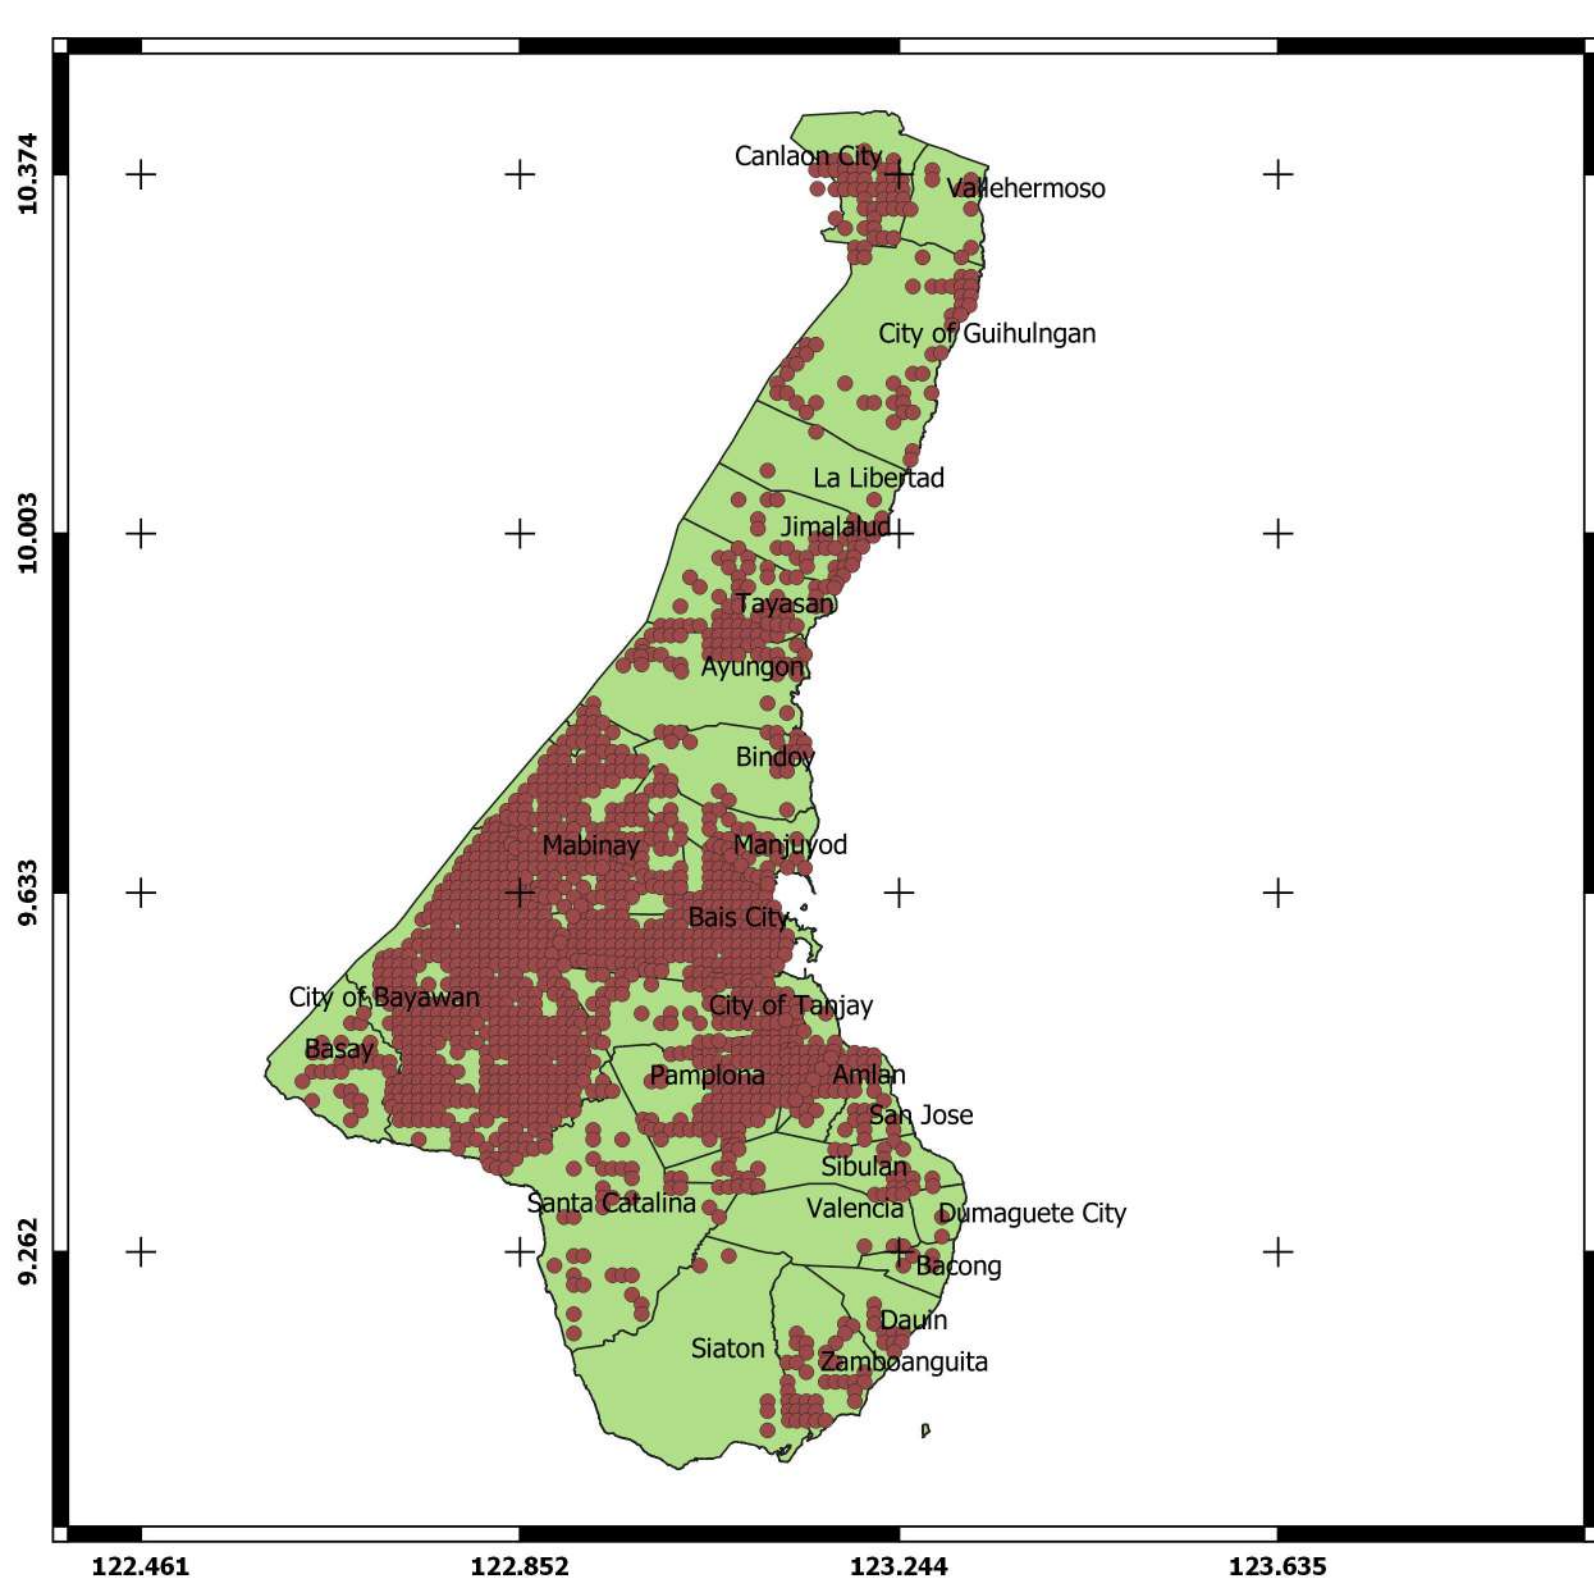 10.374
Canlaon City
Vallehermoso
City of Guihulngan
La Libertad
10.003
Jimalalud
Tayasan
Ayungon
Bindoy
Mabinay
Manjuyod
9.633
Bais City
City of Bayawan
City of Tanjay
Basay
Pamplona
Amlan
San Jose
Sibulan
Santa Catalina
Valencia
Dumaguete City
9.262
Bacong
Dauin
Siaton
Zamboanguita
122.461
122.852
123.244
123.635